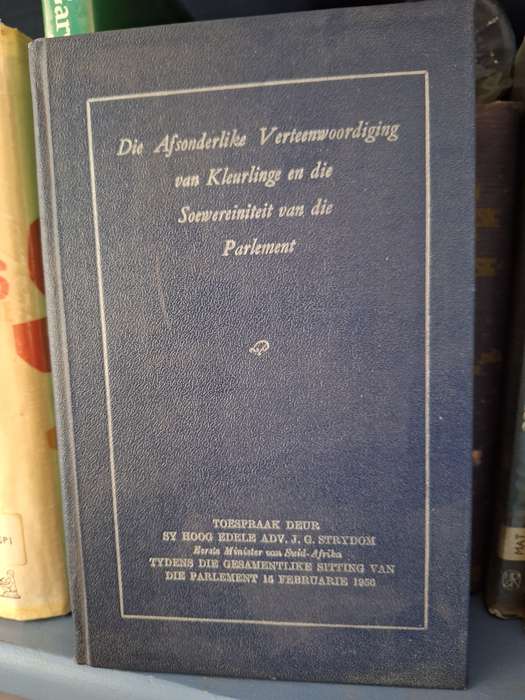 Die Afsonderlike Verteenwoordiging
van Kleurlinge en die
Soewereiniteit van die
Parlement
TOESPRAAK DEUR
SY HOOG EDELE ADV. J. G. STRYDOM
Eerste Minister van Suid-Afrika
TYDENS DIE GESAMENTLIKE SITTING VAN
DIE PARLEMENT 15 FEBRUARIE 1956